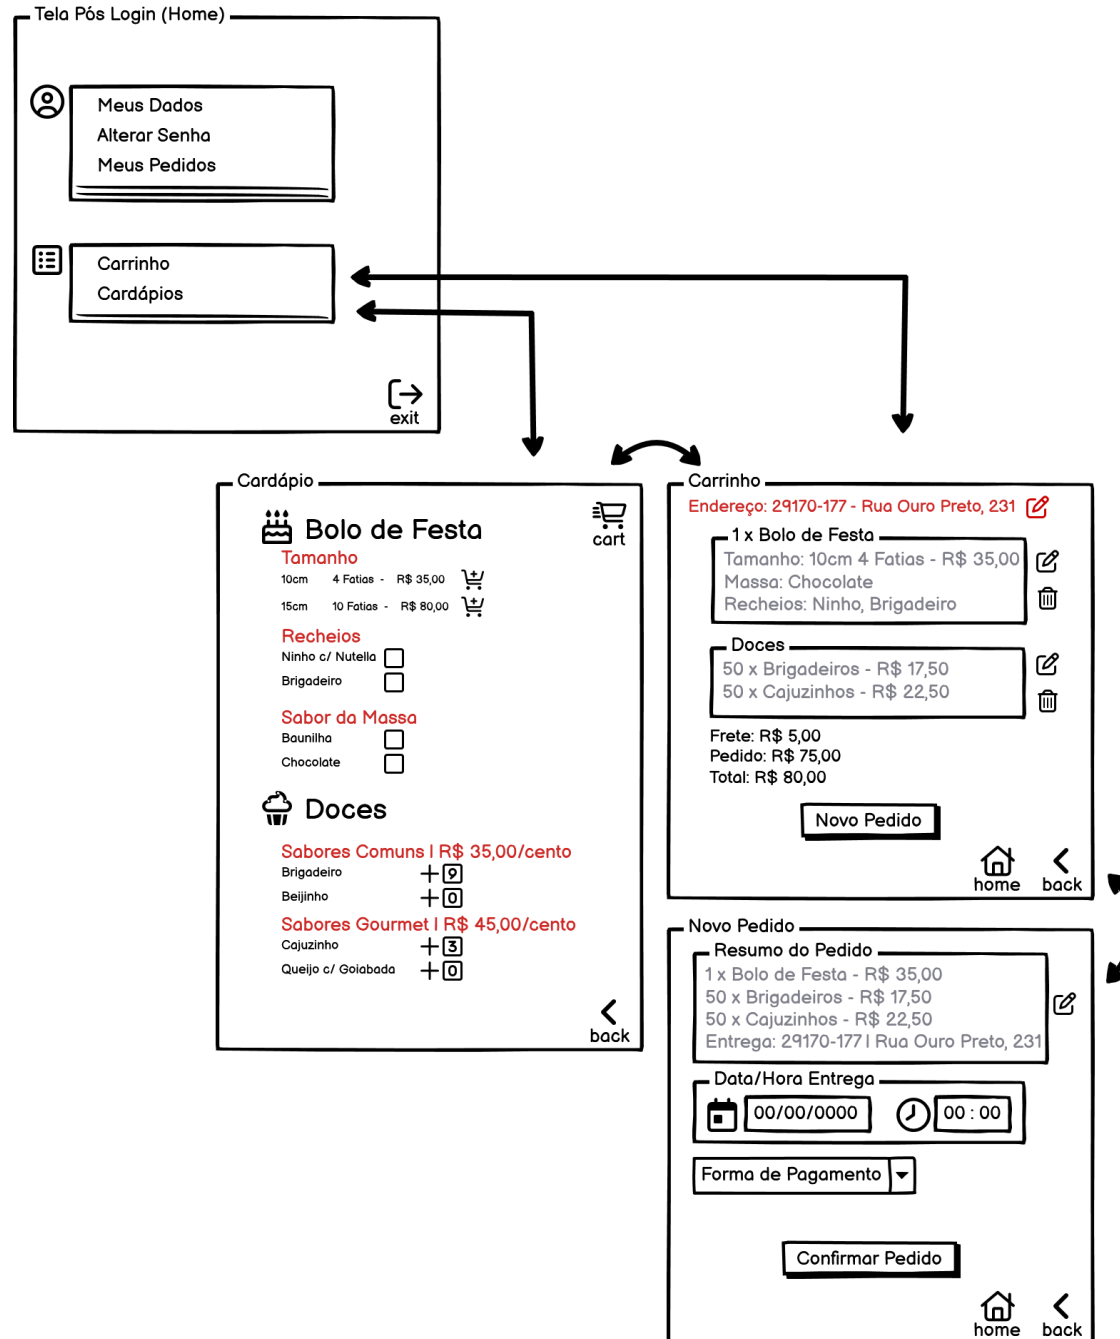 Tela Pós Login (Home)
Meus Dados
Alterar Senha
Meus Pedidos
Carrinho
Cardápios
exit
Cardápio
Bolo de Festa
cart
Tamanho
10cm 4 Fatias - R$ 35,00
15cm 10 Fatias - R$ 80,00
Recheios
Ninho c/ Nutella
Brigadeiro
Sabor da Massa
Baunilha
Chocolate
Doces
Sabores Comuns | R$ 35,00/cento
Brigadeiro + 9
Beijinho + 0
Sabores Gourmet | R$ 45,00/cento
Cajuzinho + 3
Queijo c/ Goiabada + 0
back
Carrinho
Endereço: 29170-177 - Rua Ouro Preto, 231
1 x Bolo de Festa
Tamanho: 10cm 4 Fatias - R$ 35,00
Massa: Chocolate
Recheios: Ninho, Brigadeiro
Doces
50 x Brigadeiros - R$ 17,50
50 x Cajuzinhos - R$ 22,50
Frete: R$ 5,00
Pedido: R$ 75,00
Total: R$ 80,00
Novo Pedido
home back
Novo Pedido
Resumo do Pedido
1 x Bolo de Festa - R$ 35,00
50 x Brigadeiros - R$ 17,50
50 x Cajuzinhos - R$ 22,50
Entrega: 29170-177 | Rua Ouro Preto, 231
Data/Hora Entrega
00/00/0000 00 : 00
Forma de Pagamento
Confirmar Pedido
home back